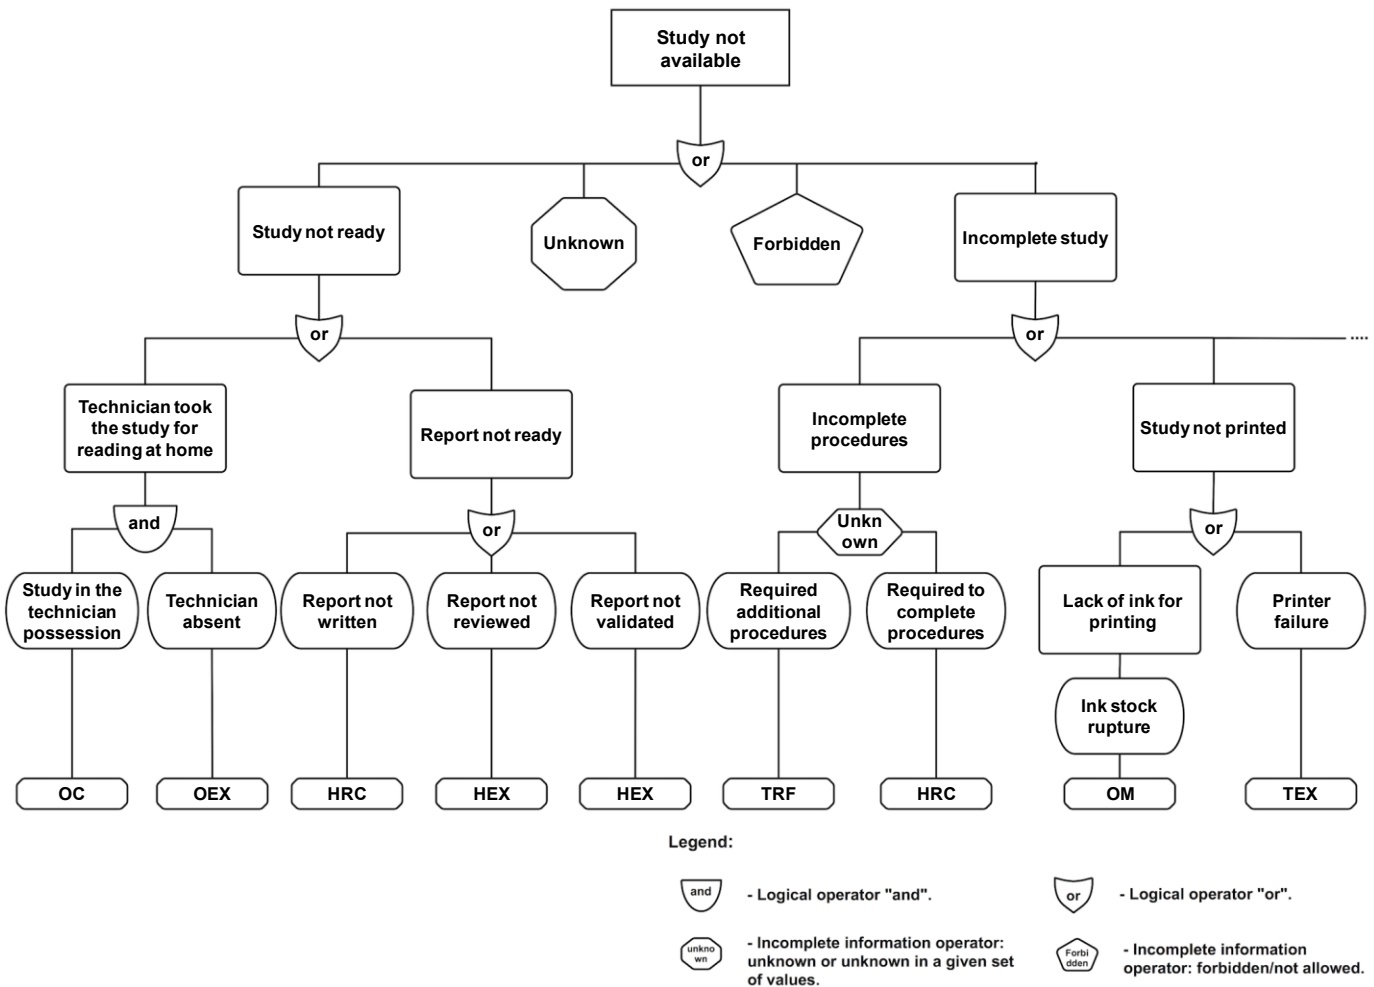 Study not
available
or
Study not ready
Unknown
Forbidden
Incomplete study
or
or
....
Technician took
the study for
reading at home
Report not ready
Incomplete
procedures
Study not printed
and
or
Unkn
own
or
Study in the
technician
possession
Technician
absent
Report not
written
Report not
reviewed
Report not
validated
Required
additional
procedures
Required to
complete
procedures
Lack of ink for
printing
Printer
failure
Ink stock
rupture
OC
OEX
HRC
HEX
HEX
TRF
HRC
OM
TEX
Legend:
and
- Logical operator "and".
or
- Logical operator "or".
unkno
wn
- Incomplete information operator:
unknown or unknown in a given set
of values.
Forbi
dden
- Incomplete information
operator: forbidden/not allowed.